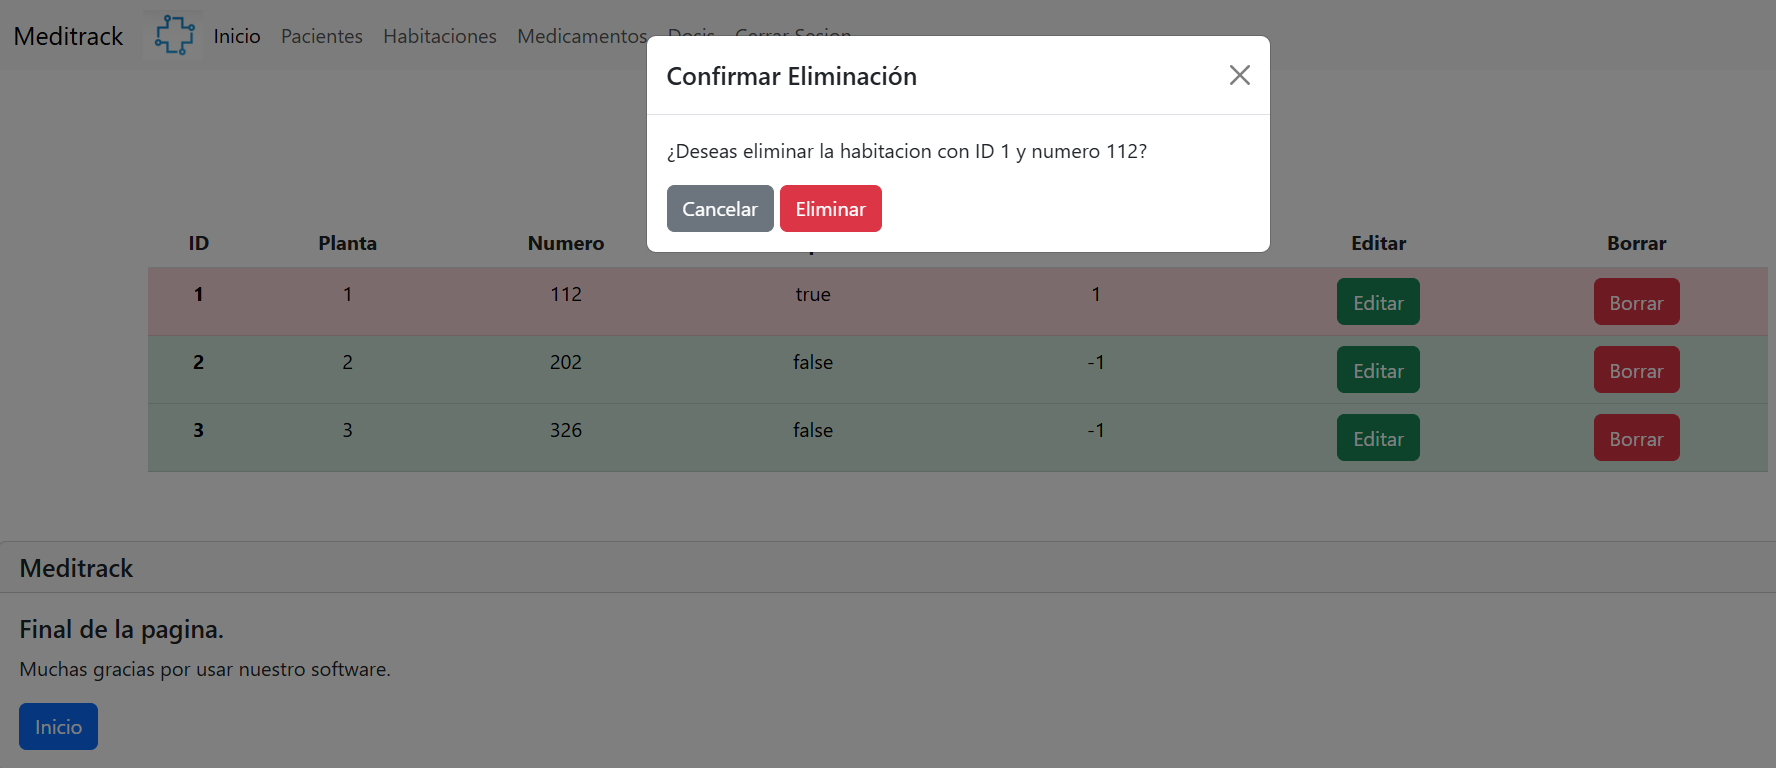 Meditrack Inicio Pacientes Habitaciones Medicamentos Dosis Cerrar Sesion
Confirmar Eliminación
¿Deseas eliminar la habitacion con ID 1 y numero 112?
Cancelar Eliminar
ID Planta Numero Editar Borrar
1 1 112 true 1 Editar Borrar
2 2 202 false -1 Editar Borrar
3 3 326 false -1 Editar Borrar
Meditrack
Final de la pagina.
Muchas gracias por usar nuestro software.
Inicio